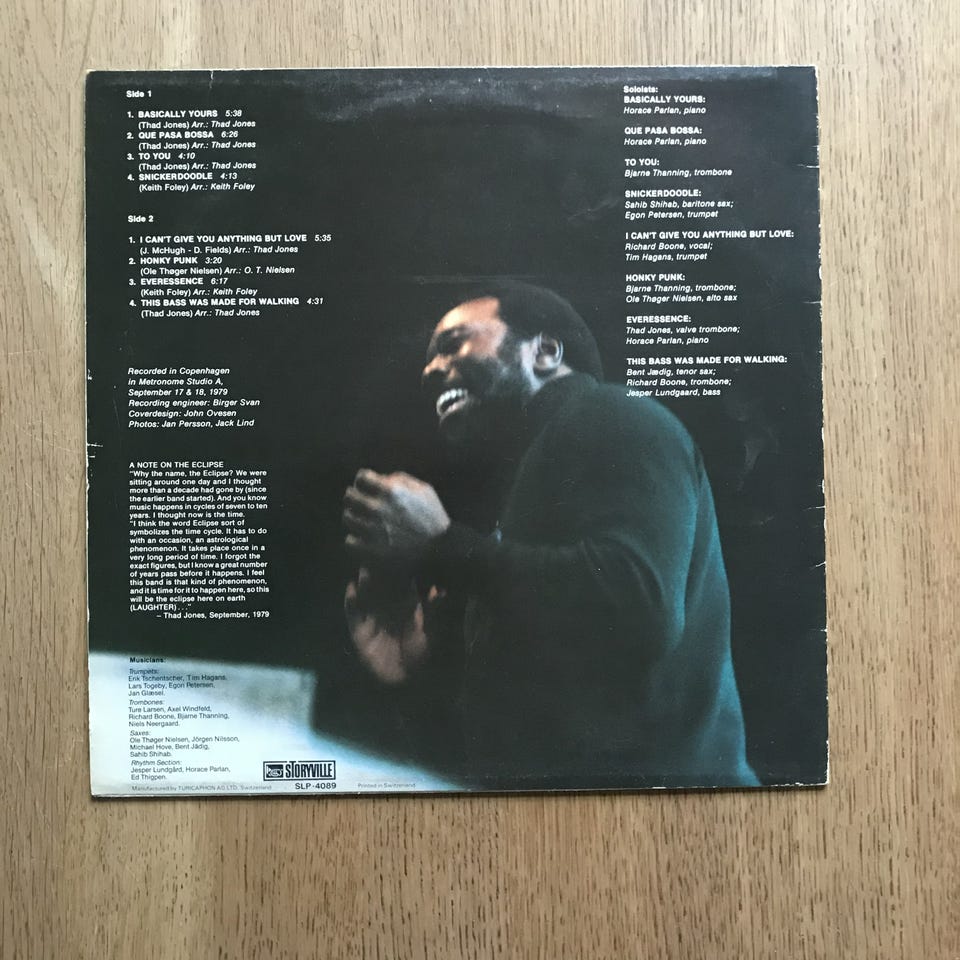 Side 1
1. BASICALLY YOURS 5:38
(Thad Jones) Arr.: Thad Jones
2. QUE PASA BOSSA 6:26
(Thad Jones) Arr.: Thad Jones
3. TO YOU 4:10
(Thad Jones) Arr.: Thad Jones
4. SNICKERDOODLE 4:13
(Keith Foley) Arr.: Keith Foley
Side 2
1. I CAN'T GIVE YOU ANYTHING BUT LOVE 5:35
(J. McHugh - D. Fields) Arr.: Thad Jones
2. HONKY PUNK 3:20
(Ole Thøger Nielsen) Arr.: O. T. Nielsen
3. EVERESSENCE 6:17
(Keith Foley) Arr.: Keith Foley
4. THIS BASS WAS MADE FOR WALKING 4:31
(Thad Jones) Arr.: Thad Jones
Recorded in Copenhagen
in Metronome Studio A,
September 17 & 18, 1979
Recording engineer: Birger Svan
Coverdesign: John Ovesen
Photos: Jan Persson, Jack Lind
A NOTE ON THE ECLIPSE
"Why the name, the Eclipse? We were
sitting around one day and I thought
more than a decade had gone by (since
the earlier band started). And you know
music happens in cycles of seven to ten
years. I thought now is the time.
"I think the word Eclipse sort of
symbolizes the time cycle. It has to do
with an occasion, an astrological
phenomenon. It takes place once in a
very long period of time. I forgot the
exact figures, but I know a great number
of years pass before it happens. I feel
this band is that kind of phenomenon,
and it is time for it to happen here, so this
will be the eclipse here on earth
(LAUGHTER) . . ."
– Thad Jones, September, 1979
Musicians:
Trumpets:
Erik Tschentscher, Tim Hagans,
Lars Togeby, Egon Petersen,
Jan Glæsel.
Trombones:
Ture Larsen, Axel Windfeld,
Richard Boone, Bjarne Thanning,
Niels Neergaard.
Saxes:
Ole Thøger Nielsen, Jörgen Nilsson,
Michael Hove, Bent Jädig,
Sahib Shihab.
Rhythm Section:
Jesper Lundgård, Horace Parlan,
Ed Thigpen.
Manufactured by TURICAPHON AG LTD. Switzerland
STORYVILLE
SLP-4089
Printed in Switzerland
Soloists:
BASICALLY YOURS:
Horace Parlan, piano
QUE PASA BOSSA:
Horace Parlan, piano
TO YOU:
Bjarne Thanning, trombone
SNICKERDOODLE:
Sahib Shihab, baritone sax;
Egon Petersen, trumpet
I CAN'T GIVE YOU ANYTHING BUT LOVE:
Richard Boone, vocal;
Tim Hagans, trumpet
HONKY PUNK:
Bjarne Thanning, trombone;
Ole Thøger Nielsen, alto sax
EVERESSENCE:
Thad Jones, valve trombone;
Horace Parlan, piano
THIS BASS WAS MADE FOR WALKING:
Bent Jædig, tenor sax;
Richard Boone, trombone;
Jesper Lundgaard, bass